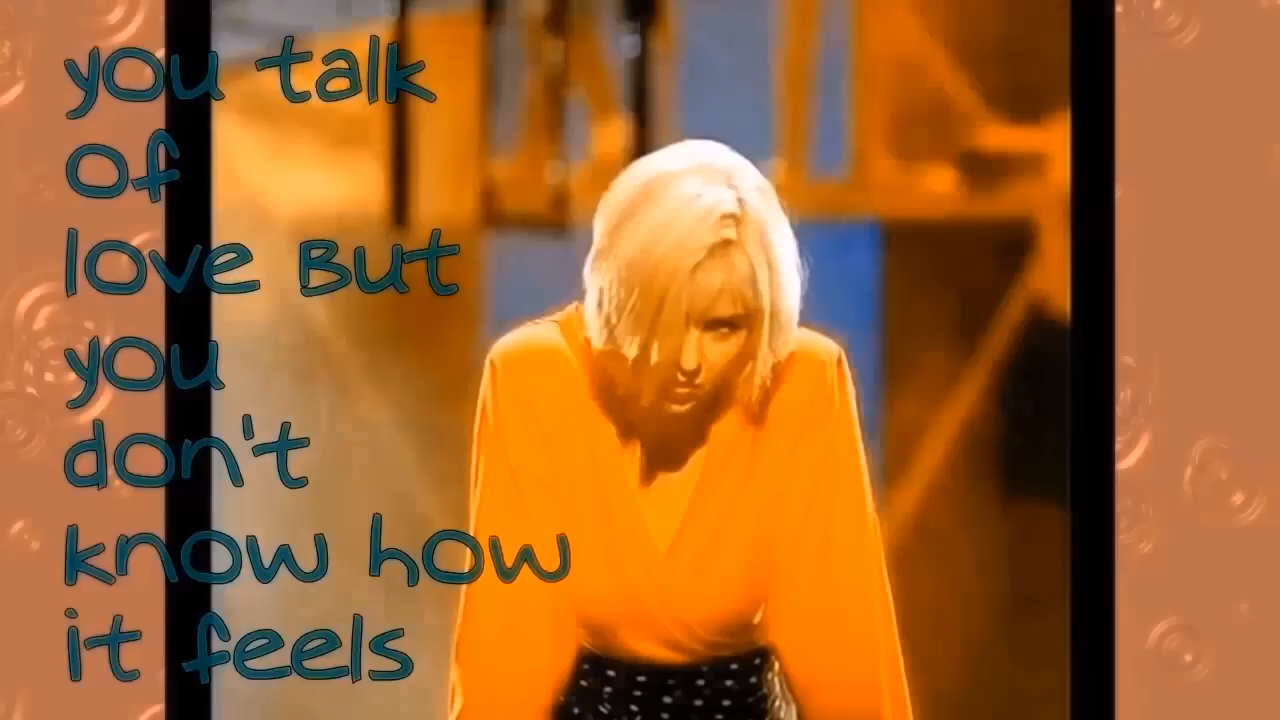 you talk
of
love But
you
don't
know how
it feels